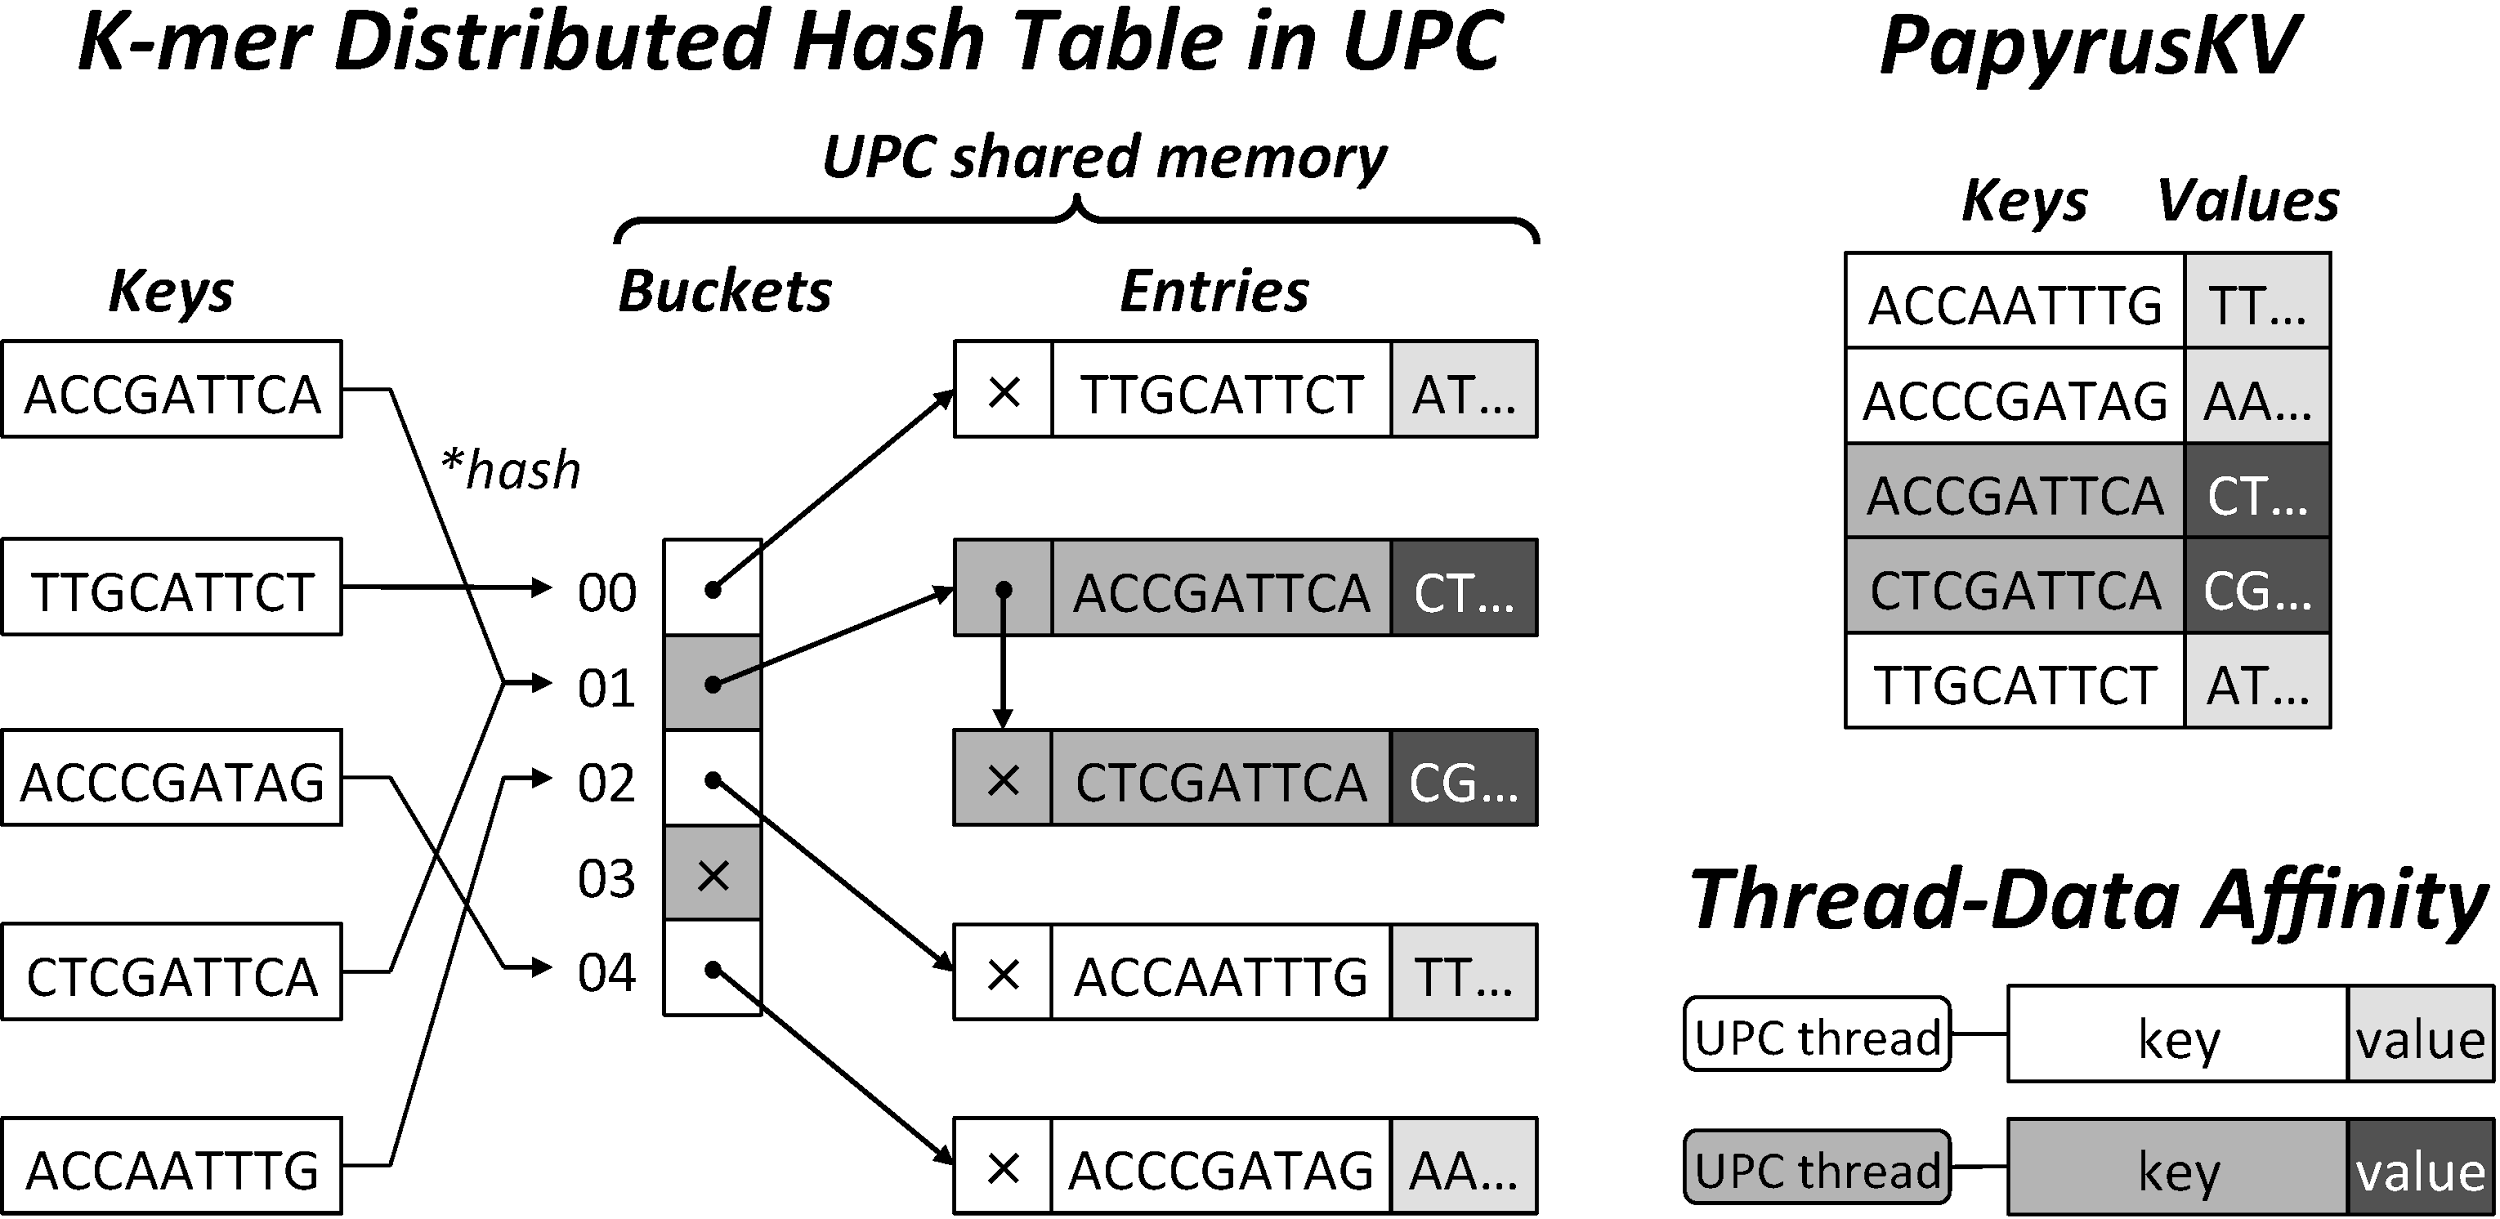 K-mer Distributed Hash Table in UPC
UPC shared memory
Keys
Buckets
Entries
ACCGATTCA
*hash
TTGCATTCT
ACCCGATAG
CTCGATTCA
ACCAATTTG
00
01
02
03
04
× TTGCATTCT AT...
ACCGATTCA CT...
× CTCGATTCA CG...
× ACCAATTTG TT...
× ACCCGATAG AA...
×
PapyrusKV
Keys Values
ACCAATTTG TT...
ACCCGATAG AA...
ACCGATTCA CT...
CTCGATTCA CG...
TTGCATTCT AT...
Thread-Data Affinity
UPC thread key value
UPC thread key value